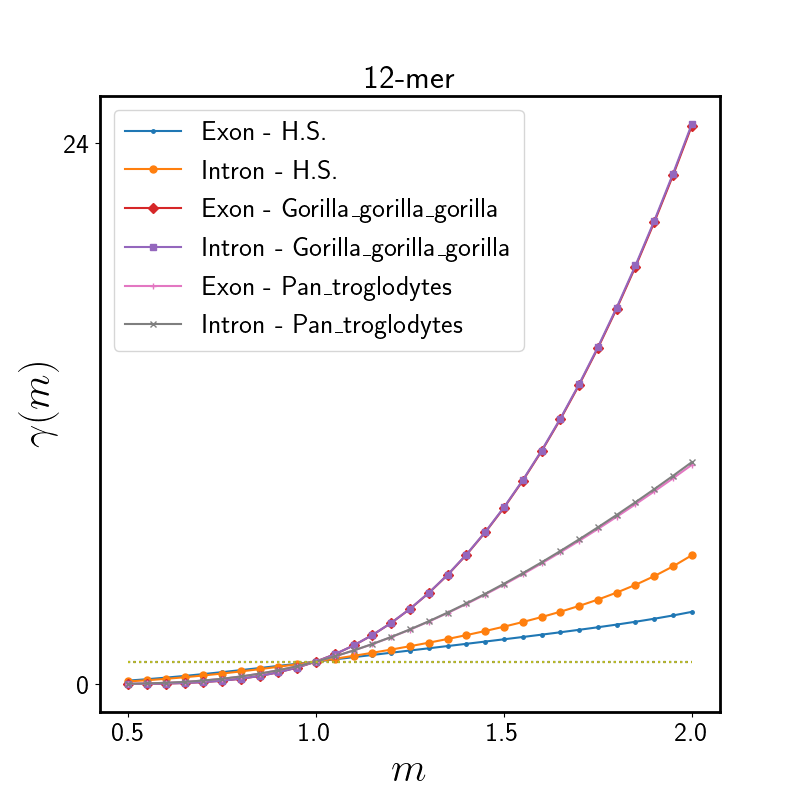 12-mer
Exon - H.S.
Intron - H.S.
Exon - Gorilla_gorilla_gorilla
Intron - Gorilla_gorilla_gorilla
Exon - Pan_troglodytes
Intron - Pan_troglodytes
24
γ(m)
0
0.5 1.0 1.5 2.0
m